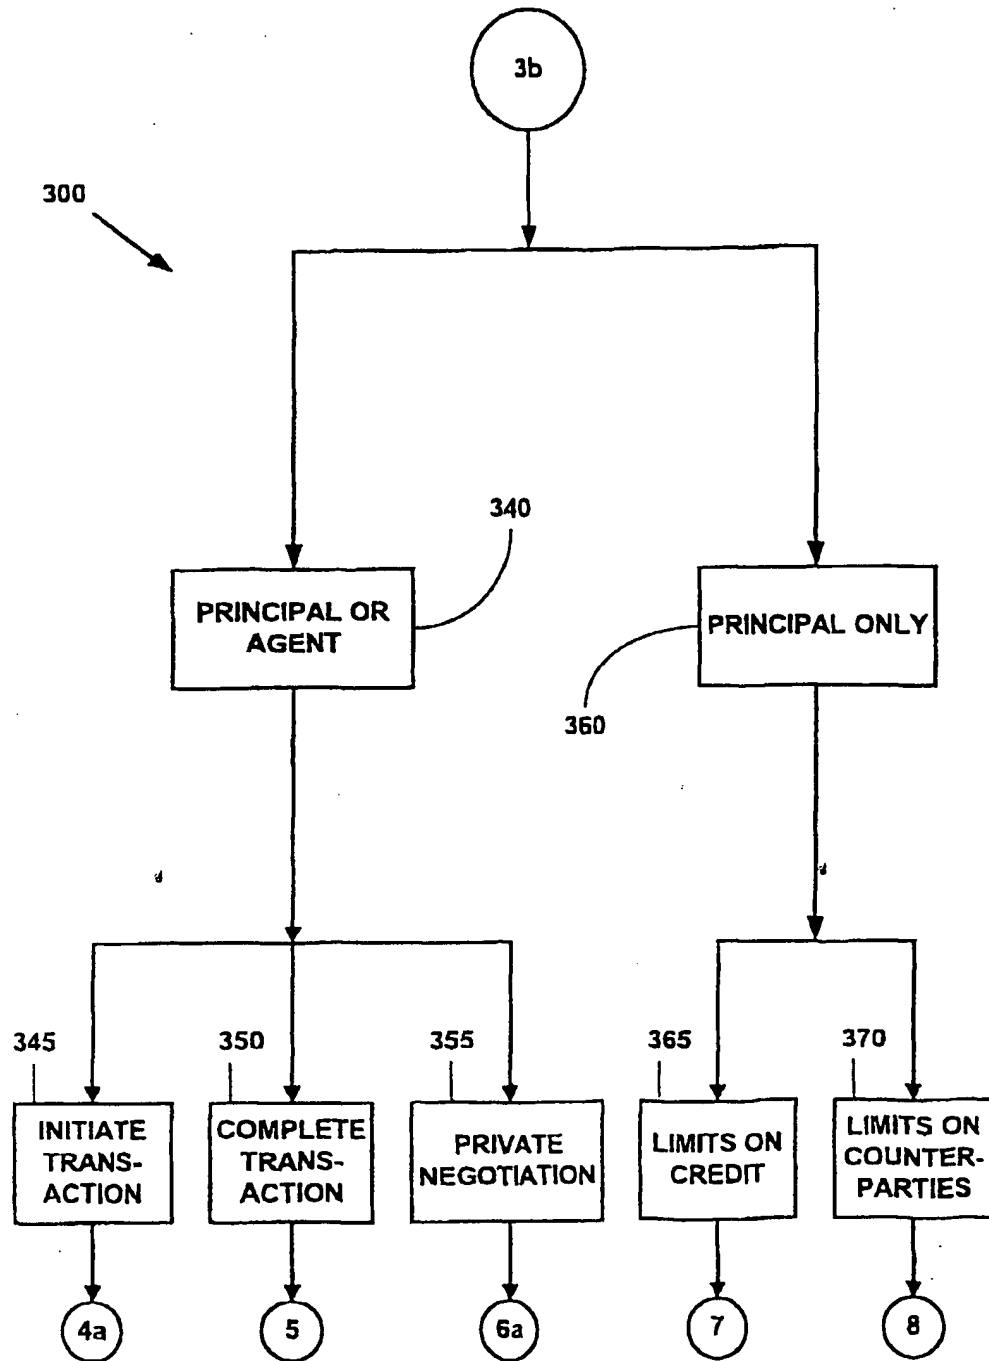 3b
300
340
PRINCIPAL OR
AGENT
PRINCIPAL ONLY
360
345
350
355
365
370
INITIATE
TRANS-
ACTION
COMPLETE
TRANS-
ACTION
PRIVATE
NEGOTIATION
LIMITS ON
CREDIT
LIMITS ON
COUNTER-
PARTIES
4a
5
6a
7
8